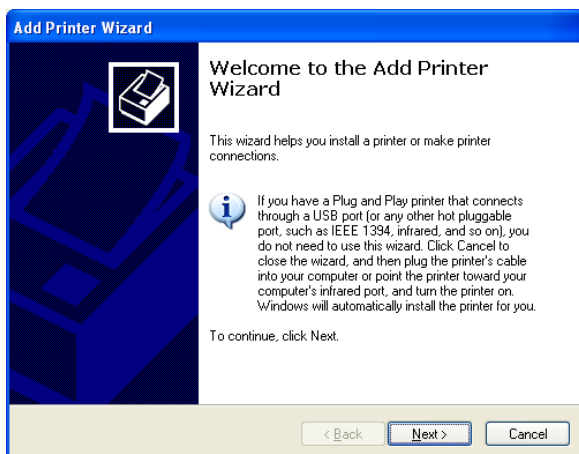 Add Printer Wizard
Welcome to the Add Printer
Wizard
This wizard helps you install a printer or make printer
connections.
If you have a Plug and Play printer that connects
through a USB port (or any other hot pluggable
port, such as IEEE 1394, infrared, and so on), you
do not need to use this wizard. Click Cancel to
close the wizard, and then plug the printer's cable
into your computer or point the printer toward your
computer's infrared port, and turn the printer on.
Windows will automatically install the printer for you.
To continue, click Next.
< Back Next > Cancel